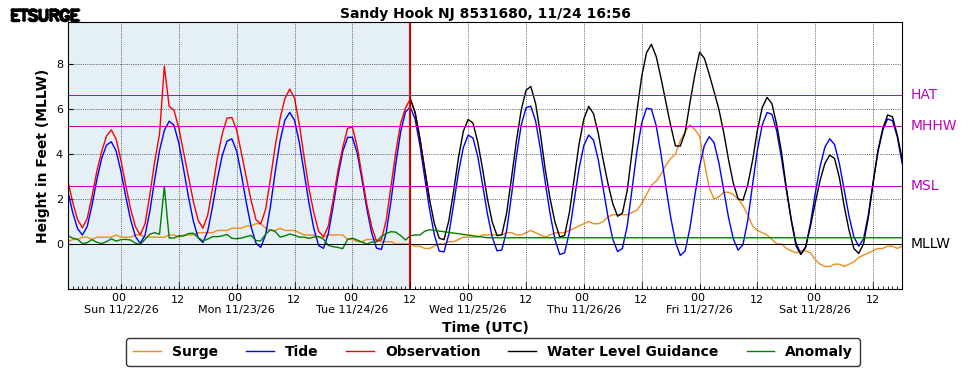 ETSURGE
Sandy Hook NJ 8531680, 11/24 16:56
Height in Feet (MLLW)
8
6
4
2
0
HAT
MHHW
MSL
MLLW
00 12 00 12 00 12 00 12 00 12 00 12 00 12
Sun 11/22/26 Mon 11/23/26 Tue 11/24/26 Wed 11/25/26 Thu 11/26/26 Fri 11/27/26 Sat 11/28/26
Time (UTC)
Surge Tide Observation Water Level Guidance Anomaly